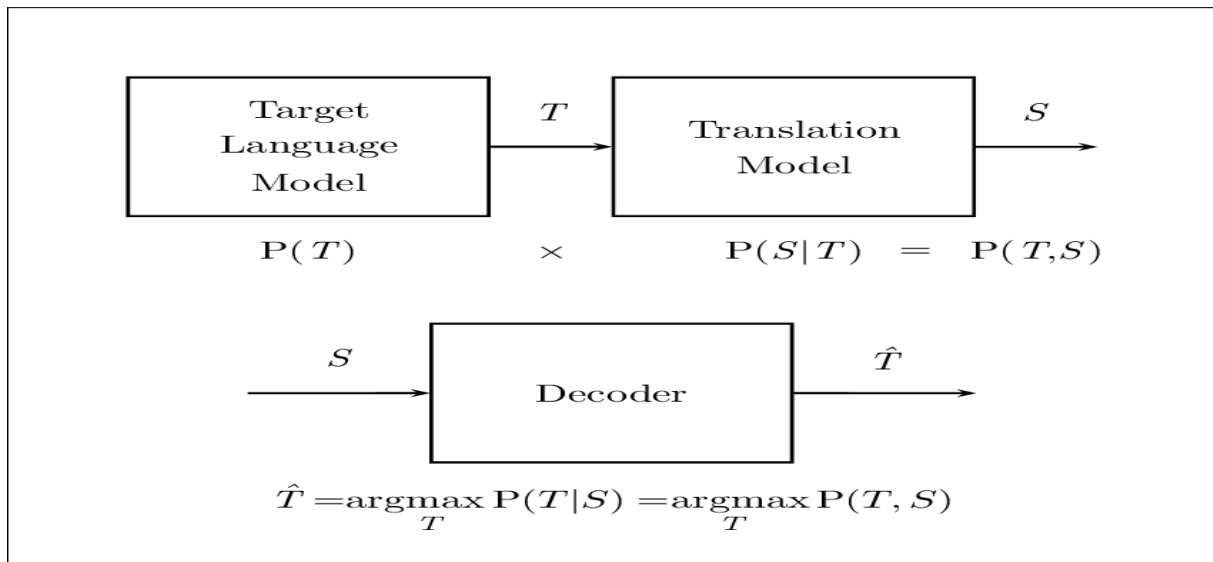 Target
Language
Model
T
Translation
Model
S
P(T) × P(S|T) = P(T,S)
S
Decoder
T̂
T̂ =argmax P(T|S) =argmax P(T, S)
T T